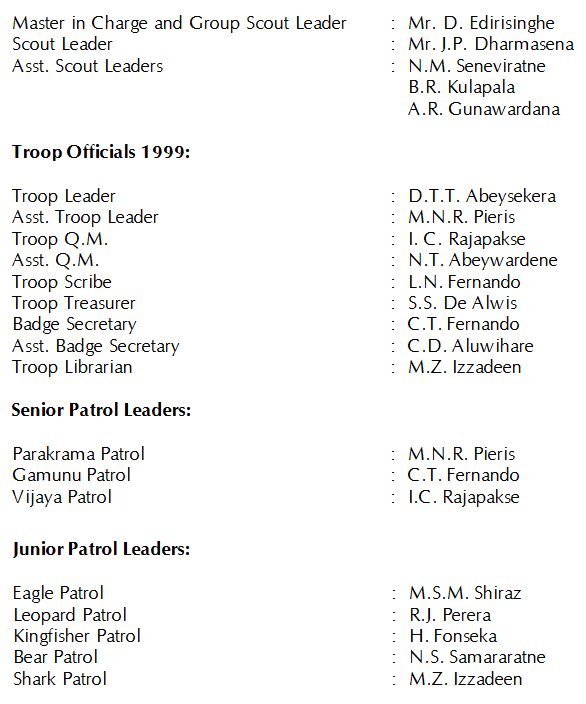 Master in Charge and Group Scout Leader : Mr. D. Edirisinghe
Scout Leader : Mr. J.P. Dharmasena
Asst. Scout Leaders : N.M. Seneviratne
B.R. Kulapala
A.R. Gunawardana
Troop Officials 1999:
Troop Leader : D.T.T. Abeysekera
Asst. Troop Leader : M.N.R. Pieris
Troop Q.M. : I. C. Rajapakse
Asst. Q.M. : N.T. Abeywardene
Troop Scribe : L.N. Fernando
Troop Treasurer : S.S. De Alwis
Badge Secretary : C.T. Fernando
Asst. Badge Secretary : C.D. Aluwihare
Troop Librarian : M.Z. Izzadeen
Senior Patrol Leaders:
Parakrama Patrol : M.N.R. Pieris
Gamunu Patrol : C.T. Fernando
Vijaya Patrol : I.C. Rajapakse
Junior Patrol Leaders:
Eagle Patrol : M.S.M. Shiraz
Leopard Patrol : R.J. Perera
Kingfisher Patrol : H. Fonseka
Bear Patrol : N.S. Samararatne
Shark Patrol : M.Z. Izzadeen